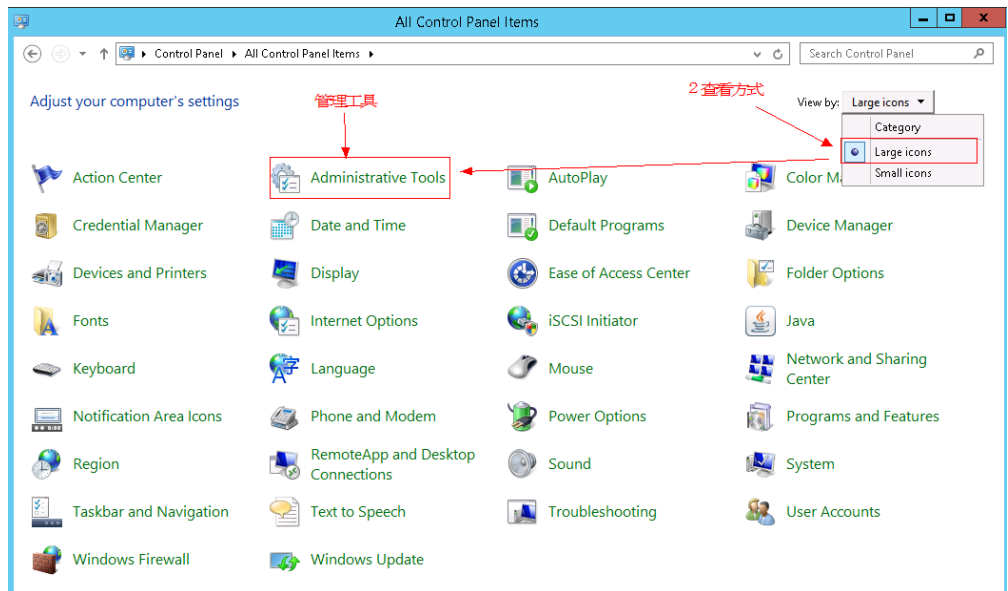 All Control Panel Items
Control Panel All Control Panel Items
Search Control Panel
Adjust your computer's settings
管理工具
2查看方式
View by: Large icons
Category
Large icons
Small icons
Action Center
Administrative Tools
AutoPlay
Color M
Credential Manager
Date and Time
Default Programs
Device Manager
Devices and Printers
Display
Ease of Access Center
Folder Options
Fonts
Internet Options
iSCSI Initiator
Java
Keyboard
Language
Mouse
Network and Sharing
Center
Notification Area Icons
Phone and Modem
Power Options
Programs and Features
Region
RemoteApp and Desktop
Connections
Sound
System
Taskbar and Navigation
Text to Speech
Troubleshooting
User Accounts
Windows Firewall
Windows Update